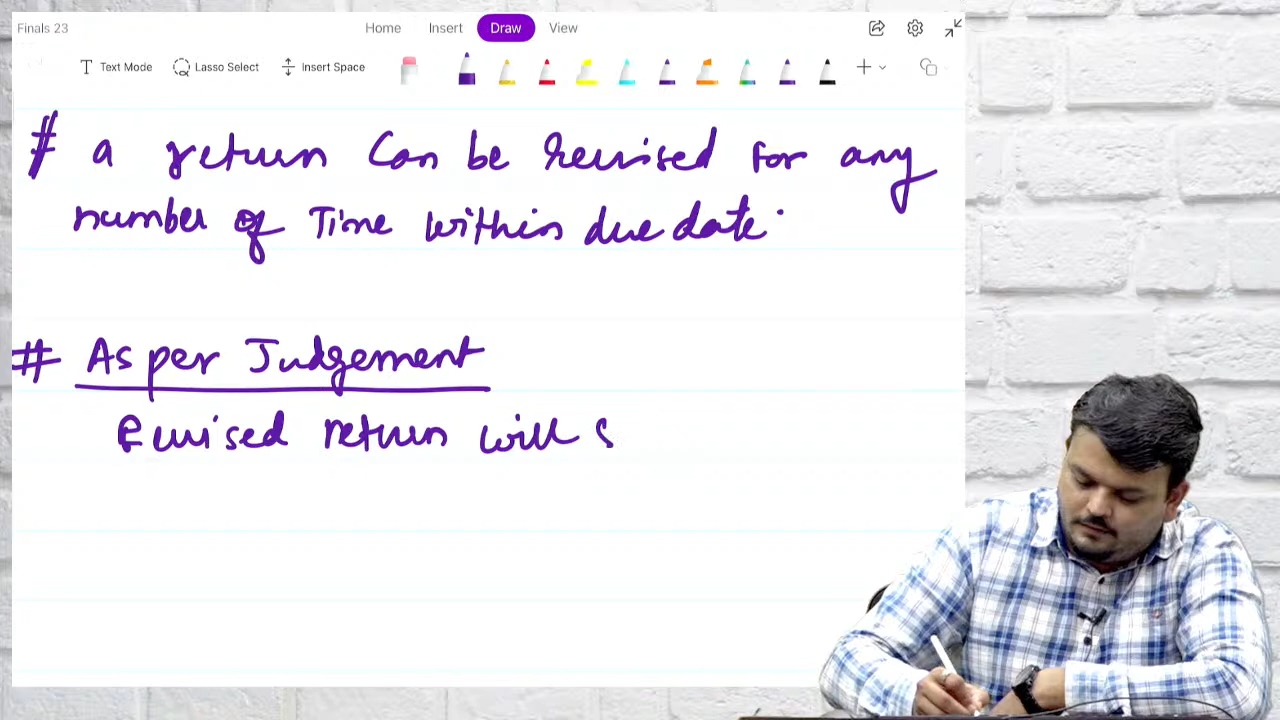 Finals 23
Home Insert Draw View
Text Mode Lasso Select Insert Space
# a return Can be revised for any
number of Time within due date.
# As per Judgement
Revised return will s